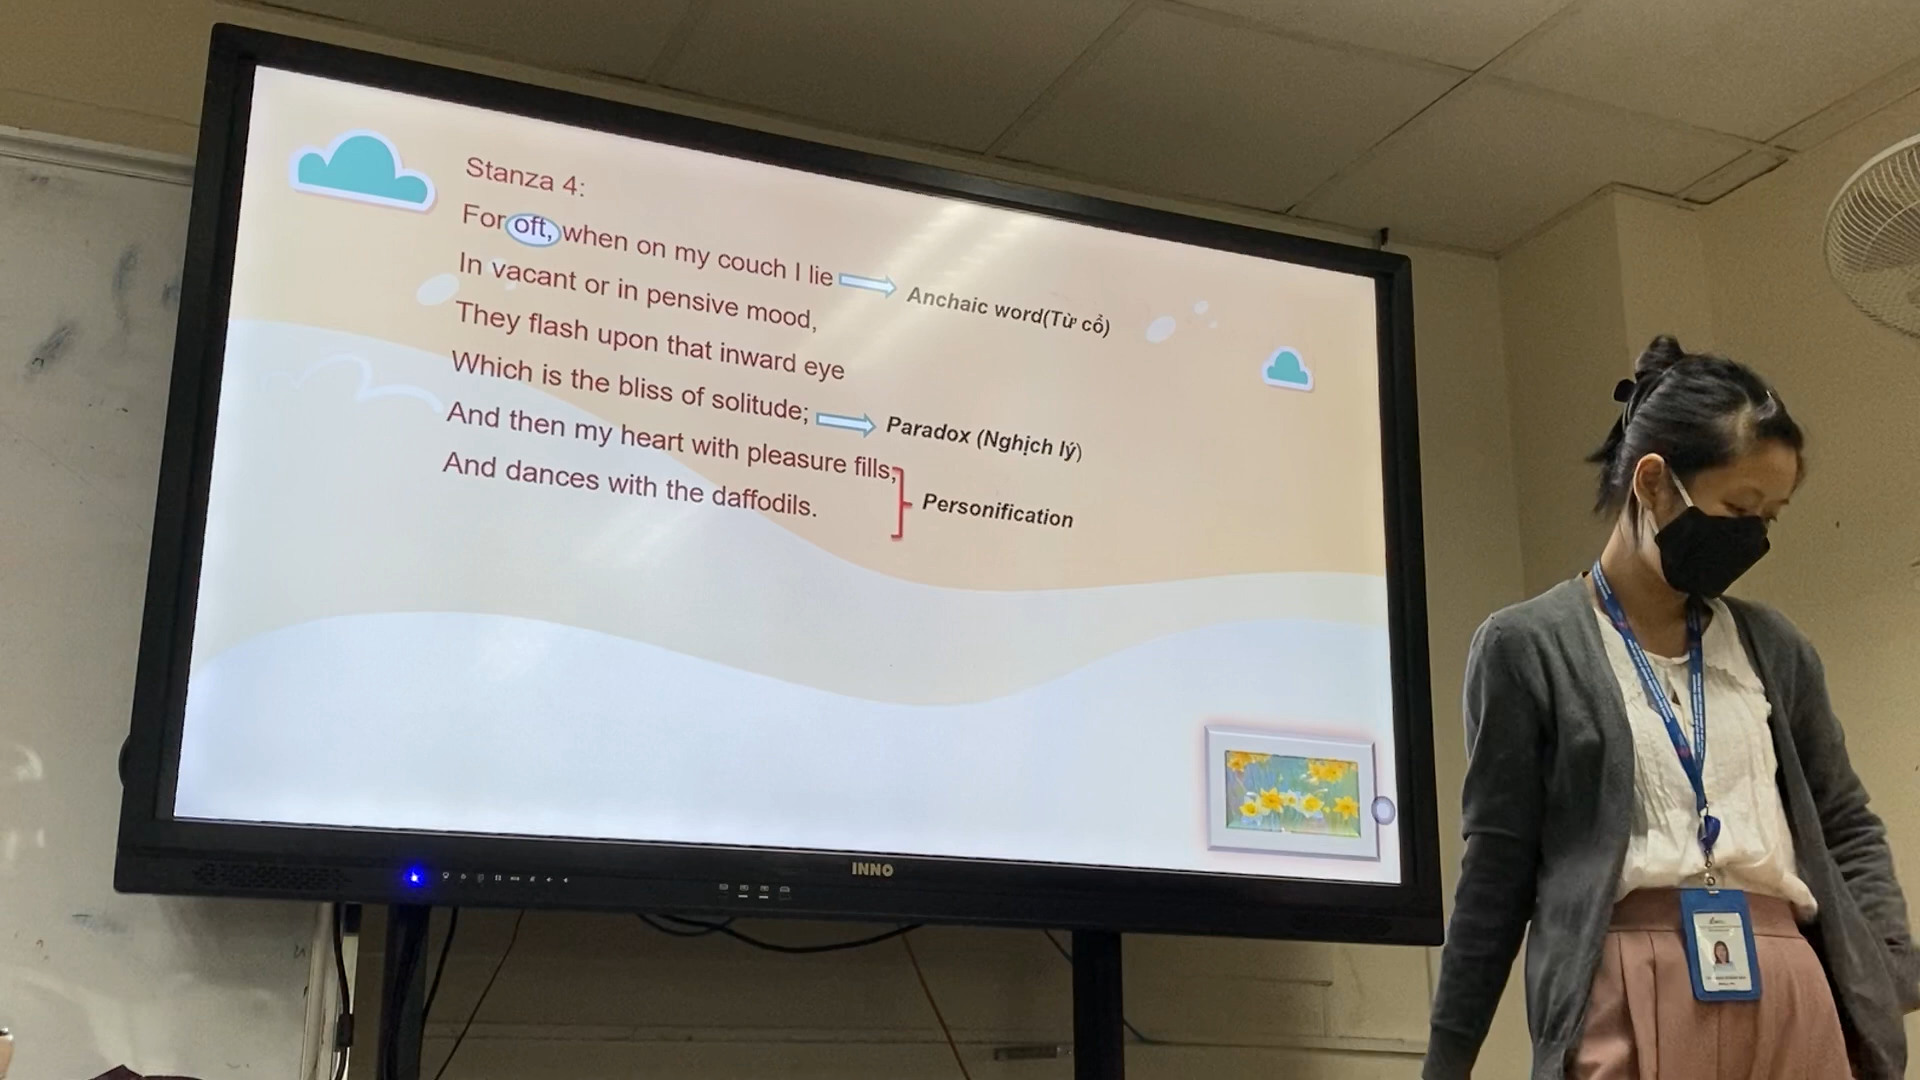 Stanza 4:
For oft, when on my couch I lie
Anchaic word(Từ cổ)
In vacant or in pensive mood,
They flash upon that inward eye
Which is the bliss of solitude;
Paradox (Nghịch lý)
And then my heart with pleasure fills,
And dances with the daffodils.
Personification
INNO